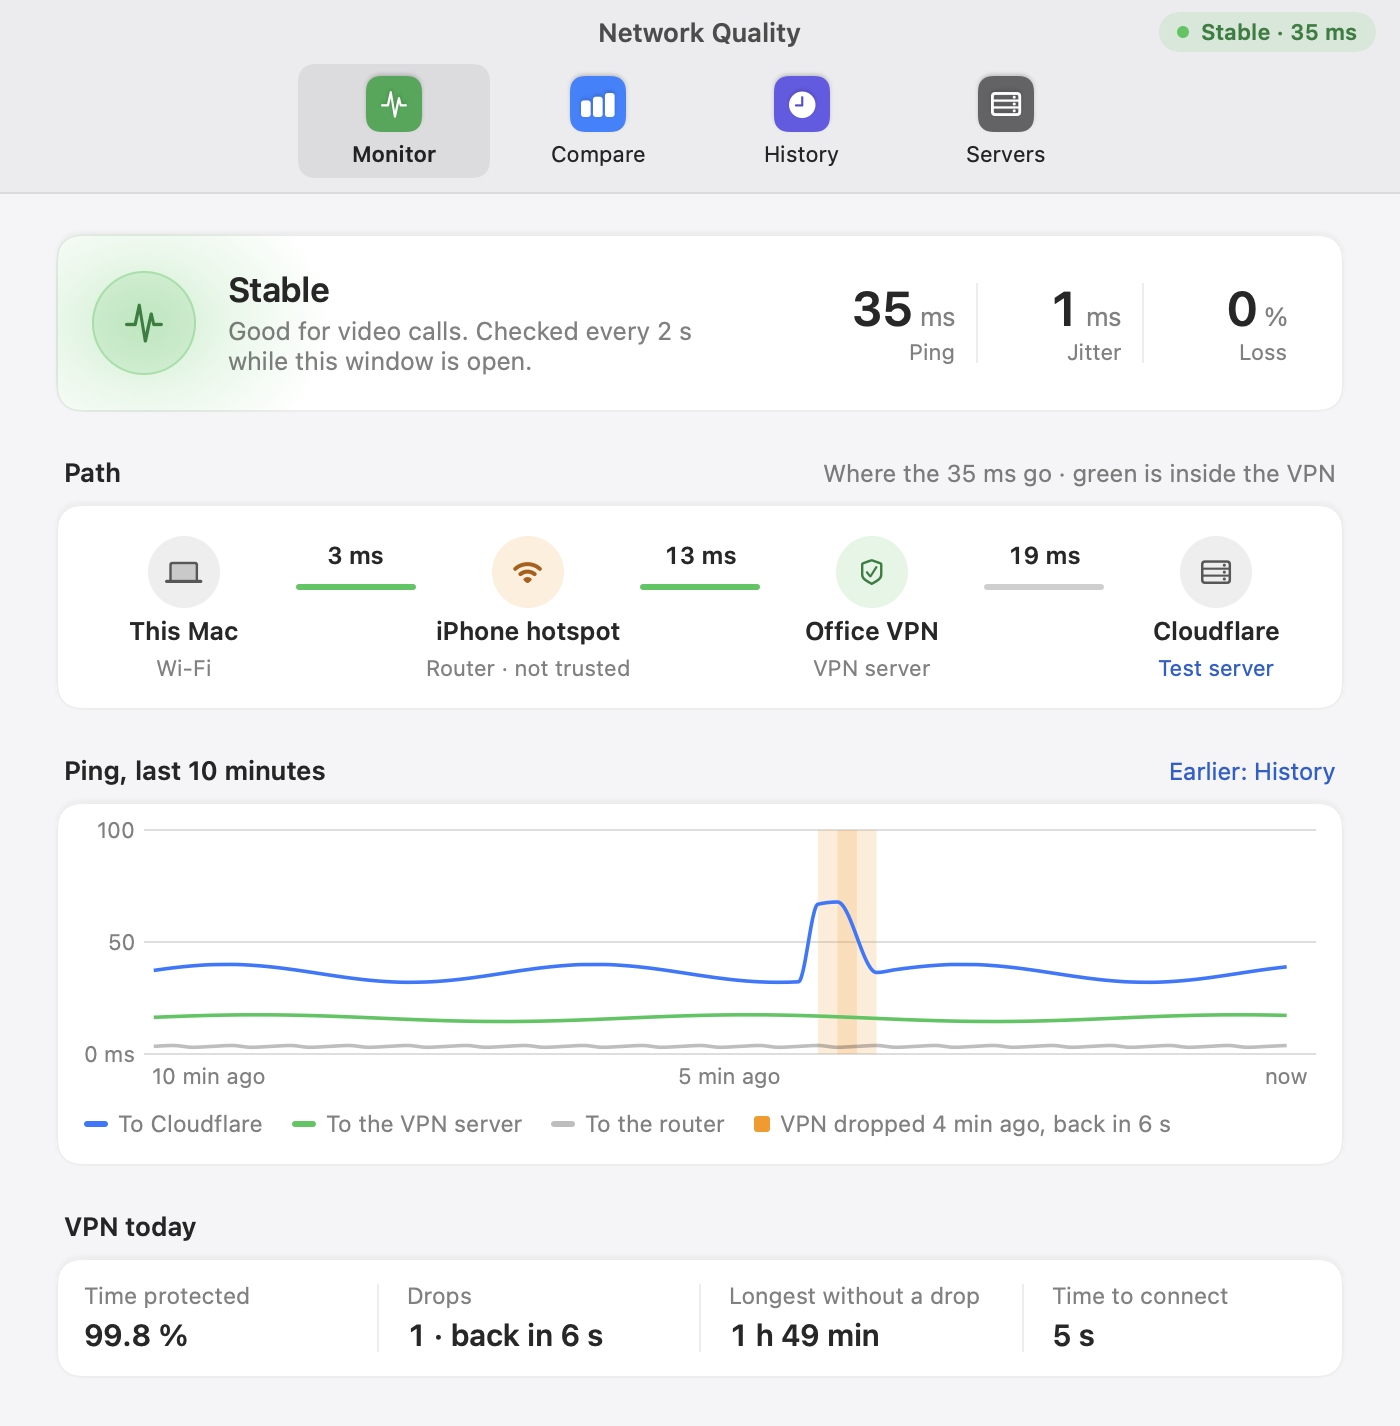 Network Quality
Stable · 35 ms
Monitor
Compare
History
Servers
Stable
Good for video calls. Checked every 2 s
while this window is open.
35 ms
Ping
1 ms
Jitter
0 %
Loss
Path
Where the 35 ms go · green is inside the VPN
3 ms
13 ms
19 ms
This Mac
Wi-Fi
iPhone hotspot
Router · not trusted
Office VPN
VPN server
Cloudflare
Test server
Ping, last 10 minutes
Earlier: History
100
50
0 ms
10 min ago
5 min ago
now
To Cloudflare
To the VPN server
To the router
VPN dropped 4 min ago, back in 6 s
VPN today
Time protected
99.8 %
Drops
1 · back in 6 s
Longest without a drop
1 h 49 min
Time to connect
5 s